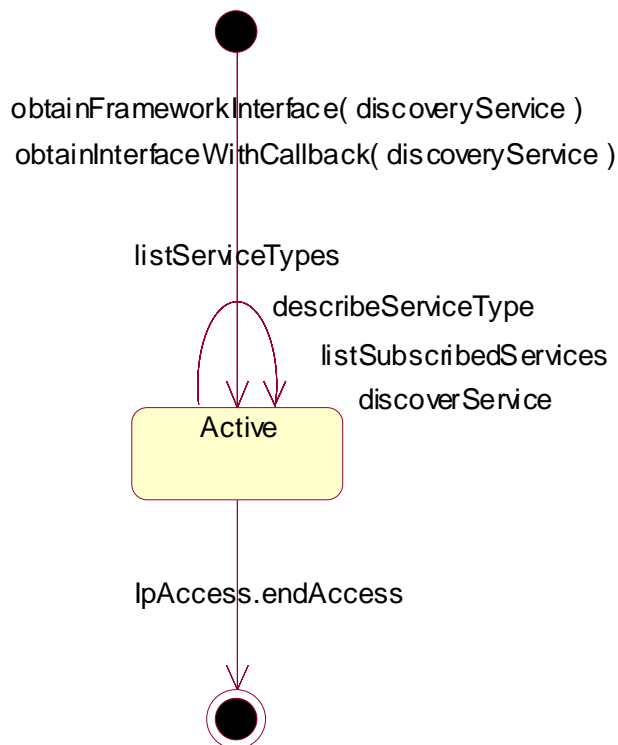 obtainFrameworkInterface( discoveryService )
obtainInterfaceWithCallback( discoveryService )
listServiceTypes
describeServiceType
listSubscribedServices
discoverService
Active
IpAccess.endAccess